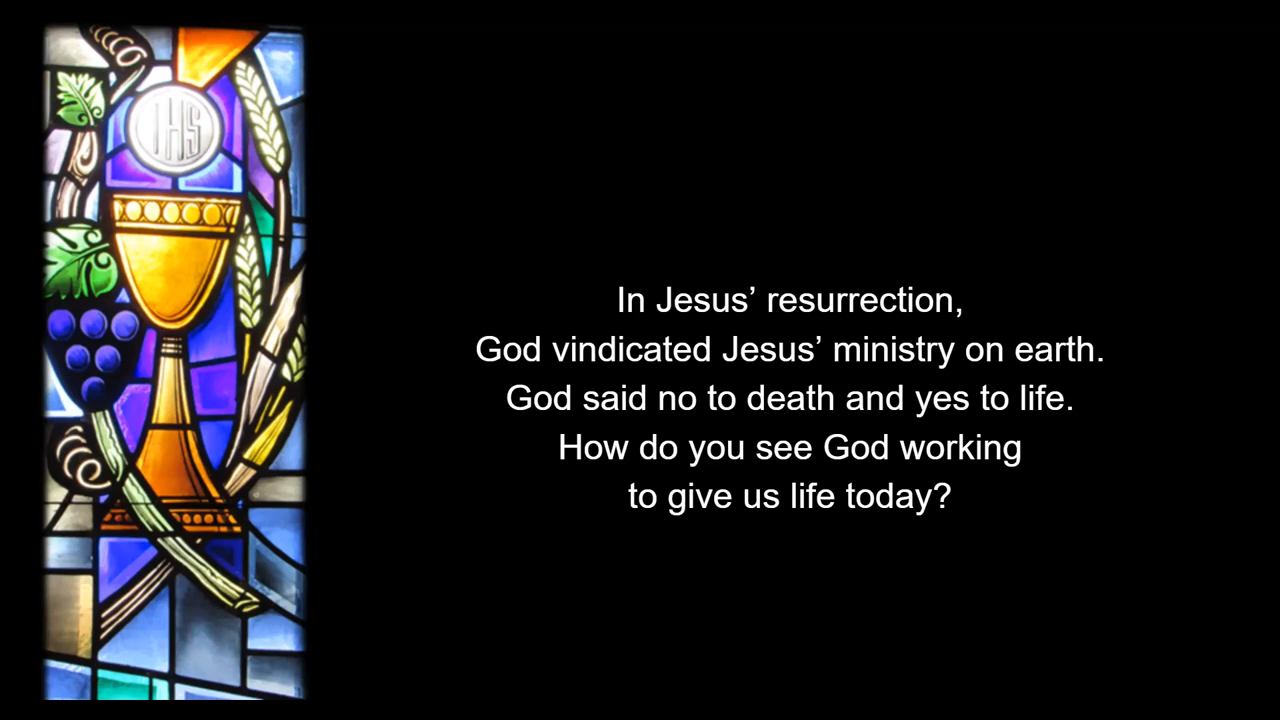 IHS
In Jesus’ resurrection,
God vindicated Jesus’ ministry on earth.
God said no to death and yes to life.
How do you see God working
to give us life today?